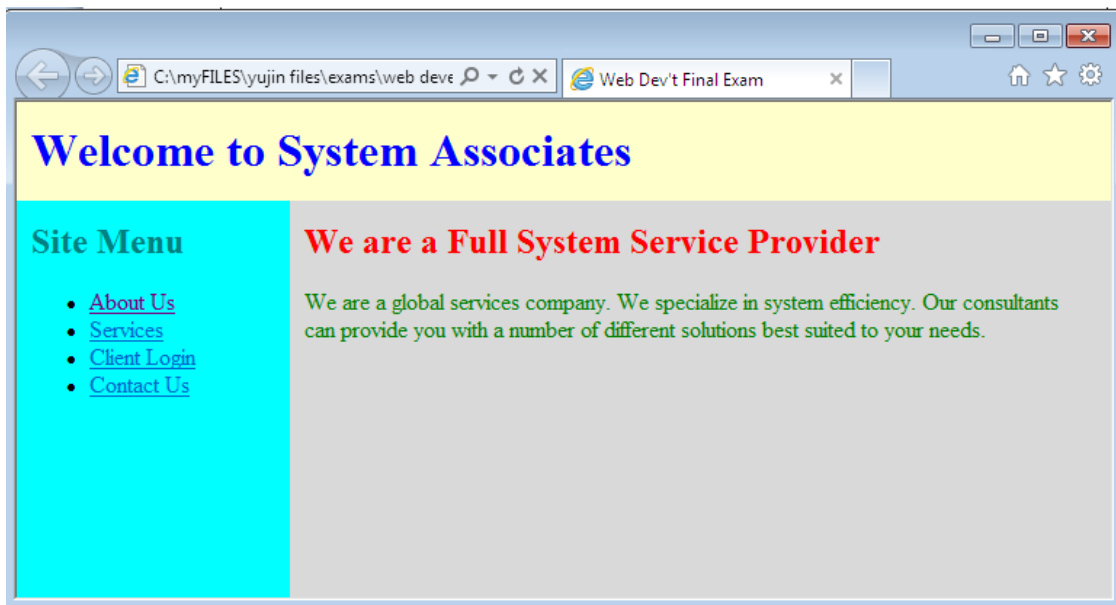 C:\myFILES\yujin files\exams\web deve
Web Dev't Final Exam
Welcome to System Associates
Site Menu
About Us
Services
Client Login
Contact Us
We are a Full System Service Provider
We are a global services company. We specialize in system efficiency. Our consultants
can provide you with a number of different solutions best suited to your needs.